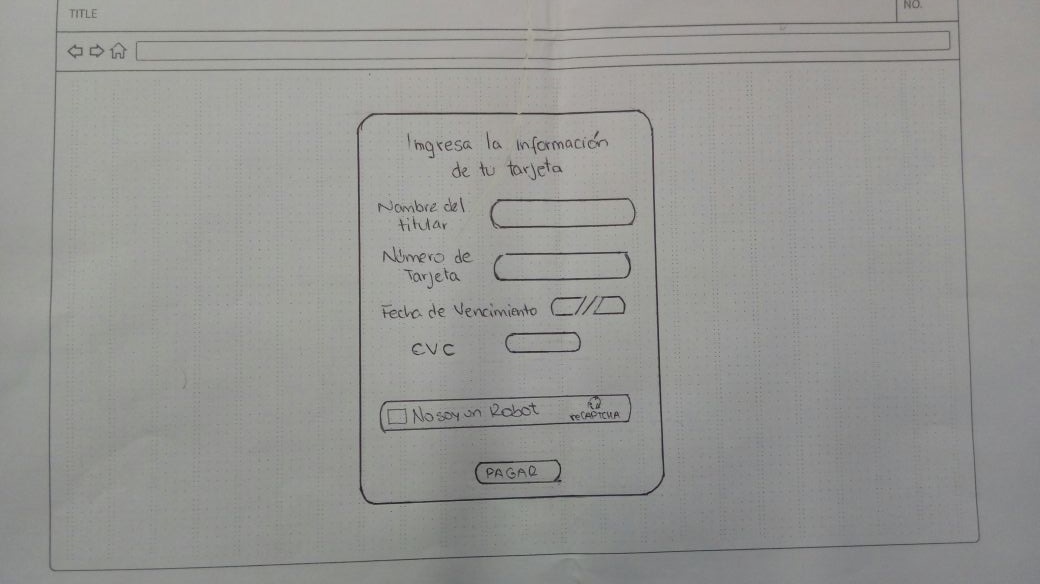 TITLE
NO.
Ingresa la información
de tu tarjeta
Nombre del
titular
Número de
Tarjeta
Fecha de Vencimiento //
CVC
No soy un Robot
reCAPTCHA
PAGAR